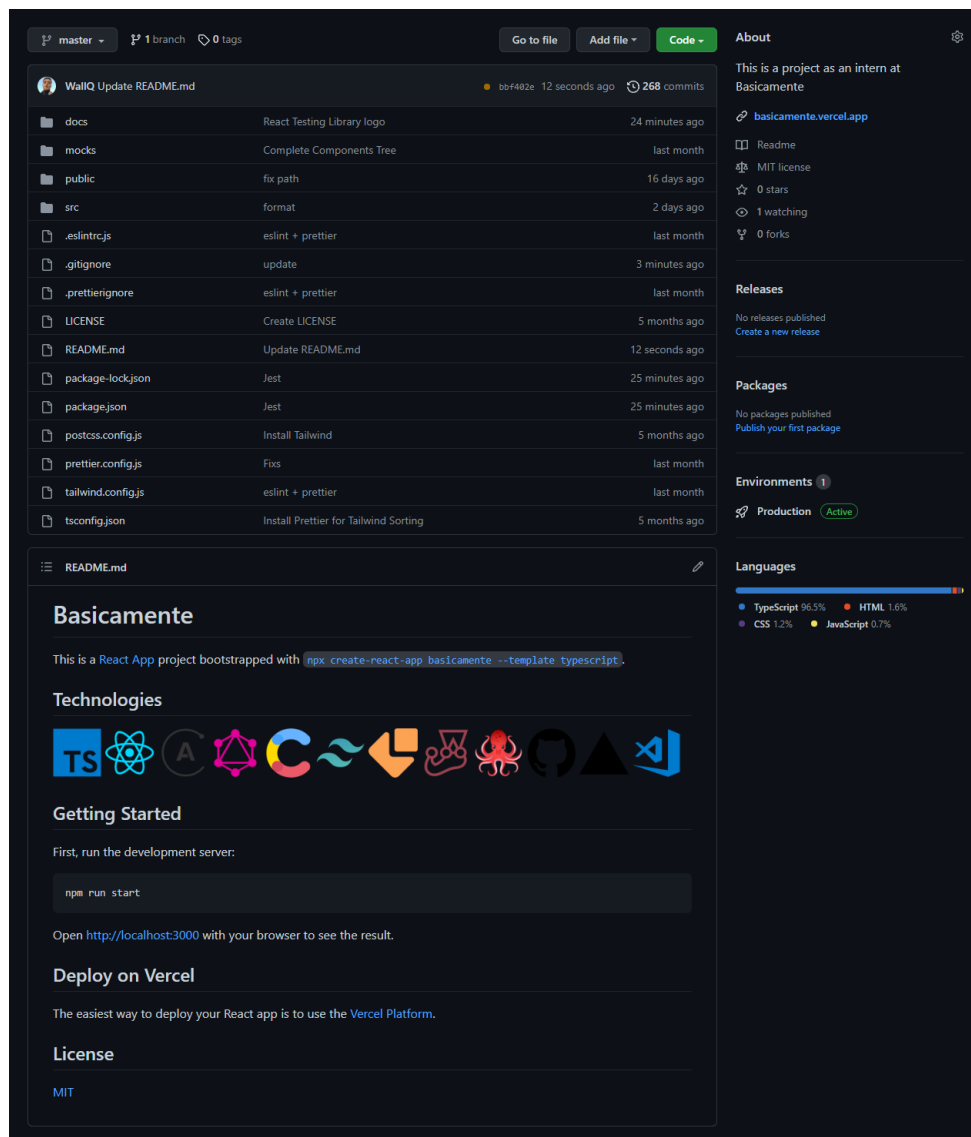 master 1 branch 0 tags Go to file Add file Code
WallQ Update README.md bbf402e 12 seconds ago 268 commits
docs React Testing Library logo 24 minutes ago
mocks Complete Components Tree last month
public fix path 16 days ago
src format 2 days ago
.eslintrc.js eslint + prettier last month
.gitignore update 3 minutes ago
.prettierignore eslint + prettier last month
LICENSE Create LICENSE 5 months ago
README.md Update README.md 12 seconds ago
package-lock.json Jest 25 minutes ago
package.json Jest 25 minutes ago
postcss.config.js Install Tailwind 5 months ago
prettier.config.js Fixs last month
tailwind.config.js eslint + prettier last month
tsconfig.json Install Prettier for Tailwind Sorting 5 months ago
README.md
Basicamente
This is a React App project bootstrapped with npx create-react-app basicamente --template typescript.
Technologies
TS A
Getting Started
First, run the development server:
npm run start
Open http://localhost:3000 with your browser to see the result.
Deploy on Vercel
The easiest way to deploy your React app is to use the Vercel Platform.
License
MIT
About
This is a project as an intern at
Basicamente
basicamente.vercel.app
Readme
MIT license
0 stars
1 watching
0 forks
Releases
No releases published
Create a new release
Packages
No packages published
Publish your first package
Environments 1
Production Active
Languages
TypeScript 96.5% HTML 1.6%
CSS 1.2% JavaScript 0.7%